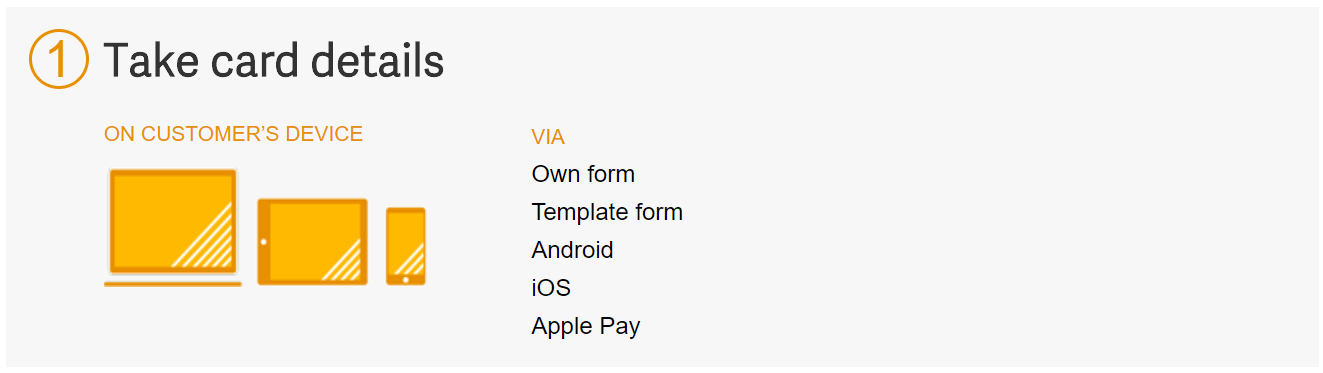 1 Take card details
ON CUSTOMER'S DEVICE
VIA
Own form
Template form
Android
iOS
Apple Pay